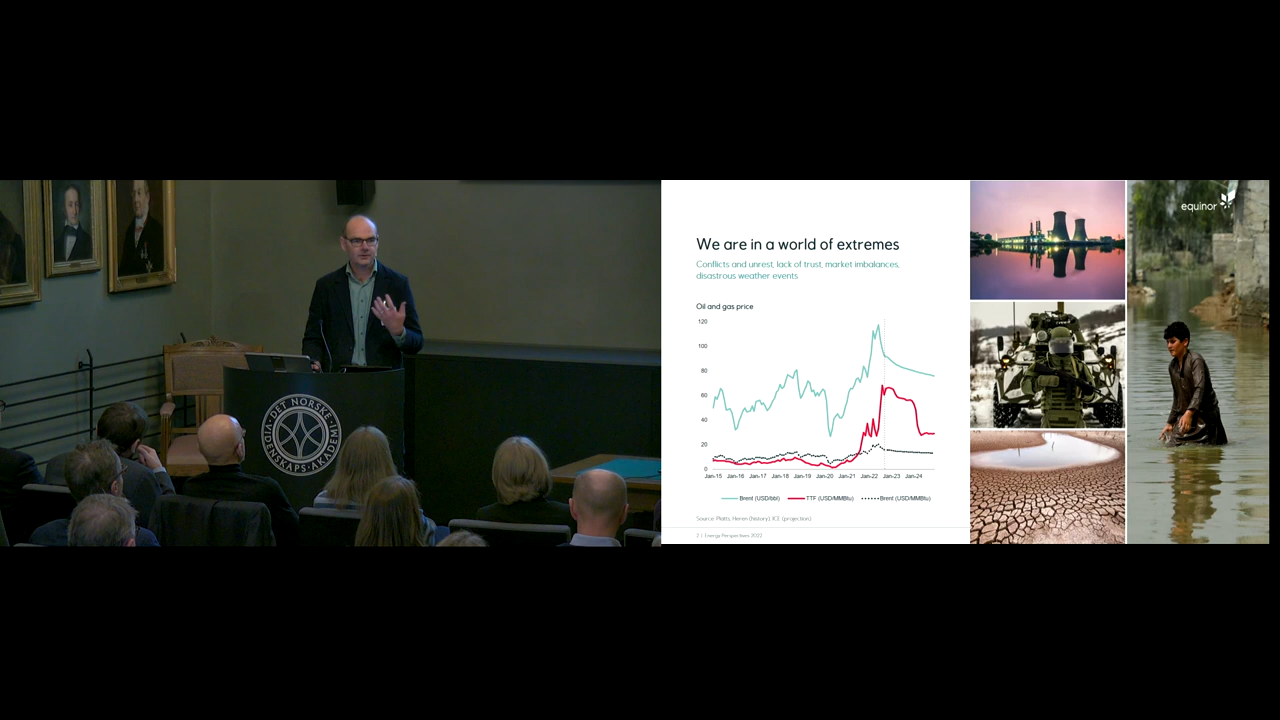 DET NORSKE
VIDENSKAPS-AKADEMI
equinor
We are in a world of extremes
Conflicts and unrest, lack of trust, market imbalances,
disastrous weather events
Oil and gas price
120
100
80
60
40
20
0
Jan-15 Jan-16 Jan-17 Jan-18 Jan-19 Jan-20 Jan-21 Jan-22 Jan-23 Jan-24
Brent (USD/bbl) TTF (USD/MMBtu) Brent (USD/MMBtu)
Source: Platts, Heren (history), ICE (projection)
2 | Energy Perspectives 2022